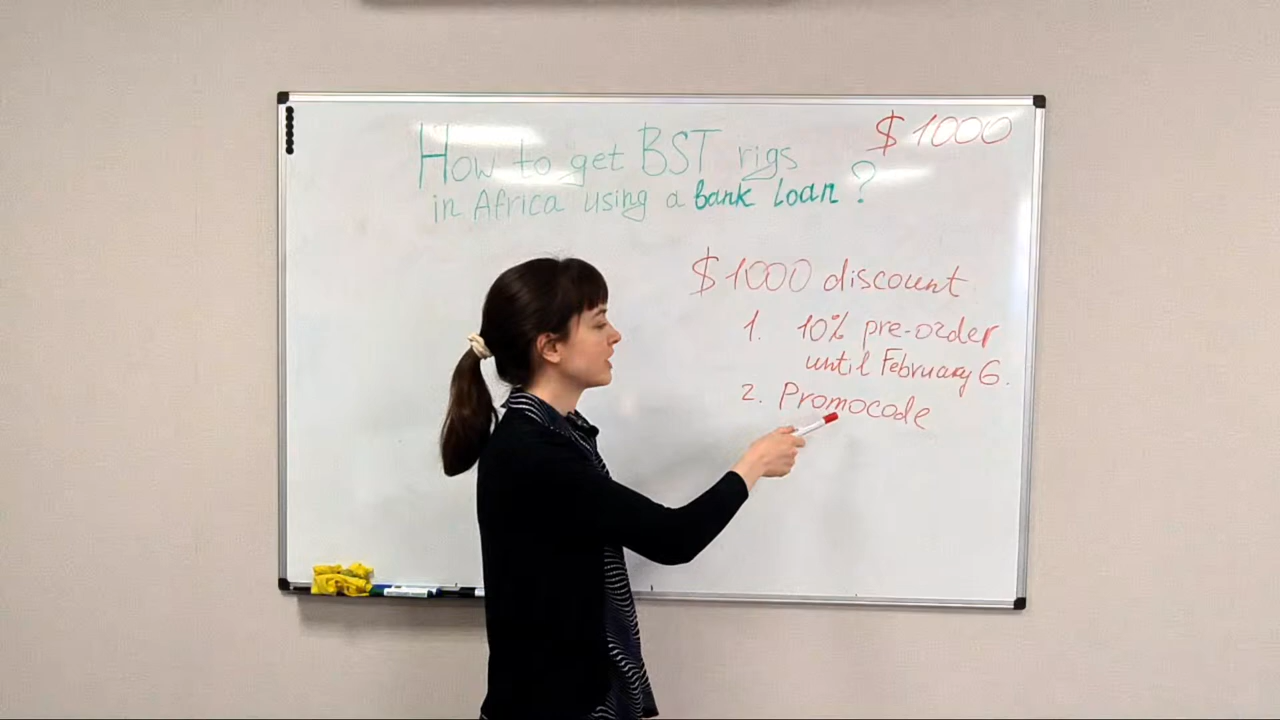 $1000
How to get BST rigs
in Africa using a bank loan?
$1000 discount
1. 10% pre-order
until February 6.
2. Promocode